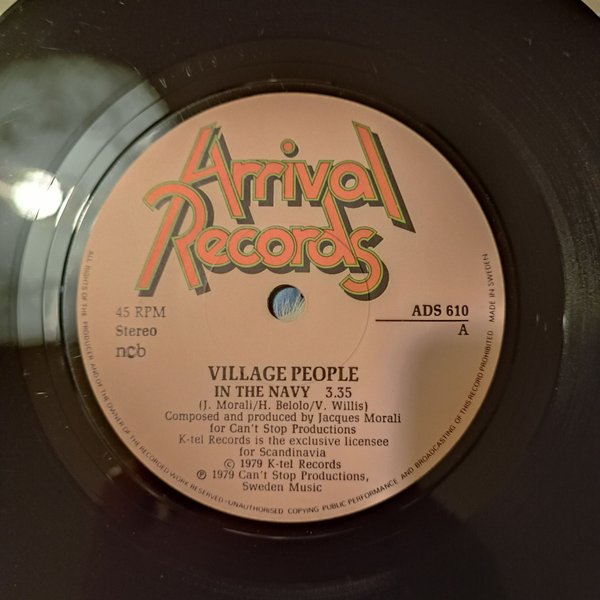 Arrival
Records
45 RPM
Stereo
ncb
ADS 610
A
VILLAGE PEOPLE
IN THE NAVY 3.35
(J. Morali/H. Belolo/V. Willis)
Composed and produced by Jacques Morali
for Can't Stop Productions
K-tel Records is the exclusive licensee
for Scandinavia
© 1979 K-tel Records
℗ 1979 Can't Stop Productions,
Sweden Music
ALL RIGHTS OF THE PRODUCER AND OF THE OWNER OF THE RECORDED WORK RESERVED - UNAUTHORISED COPYING PUBLIC PERFORMANCE AND BROADCASTING OF THIS RECORD PROHIBITED MADE IN SWEDEN